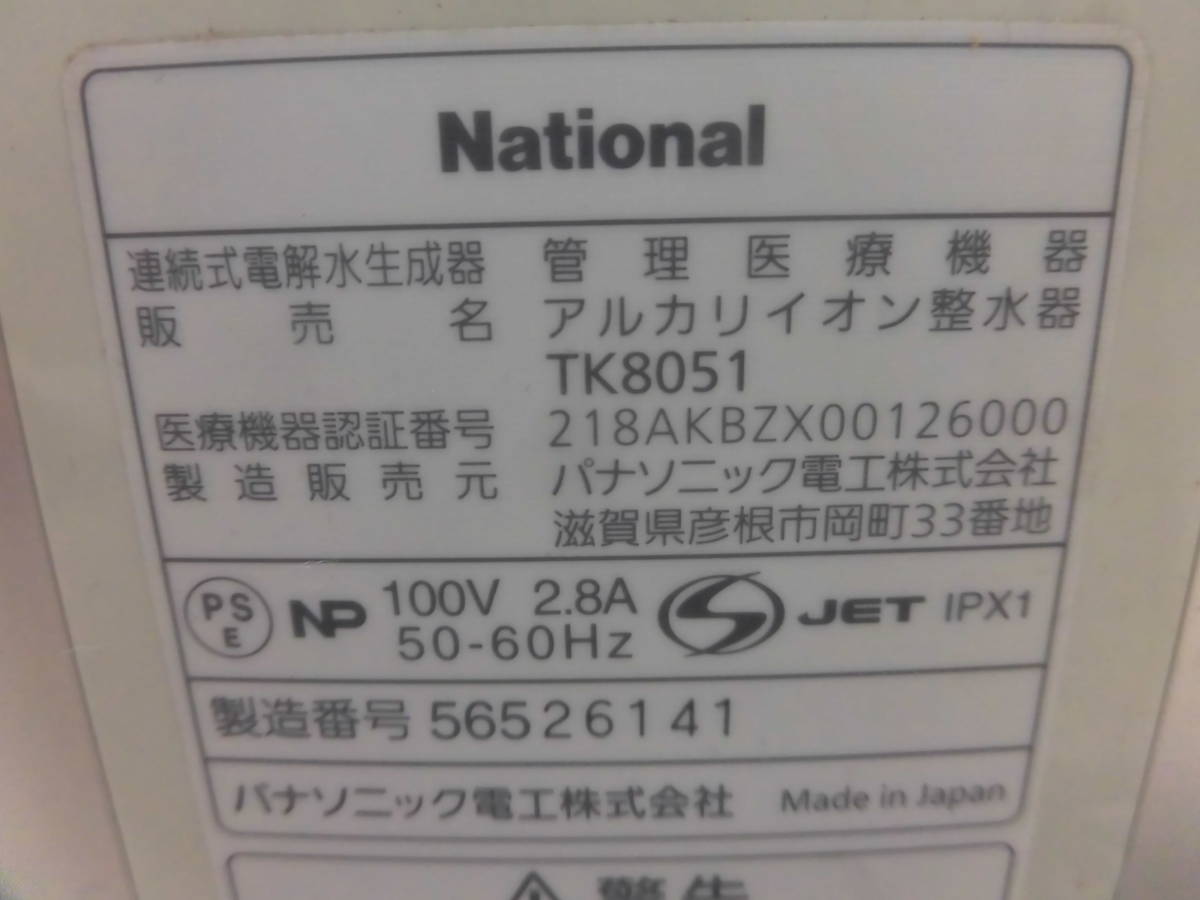 National
連続式電解水生成器 管理医療機器
販売名 アルカリイオン整水器
TK8051
医療機器認証番号 218AKBZX00126000
製造販売元 パナソニック電工株式会社
滋賀県彦根市岡町33番地
PSE NP 100V 2.8A JET IPX1
50-60Hz
製造番号 56526141
パナソニック電工株式会社 Made in Japan
警告